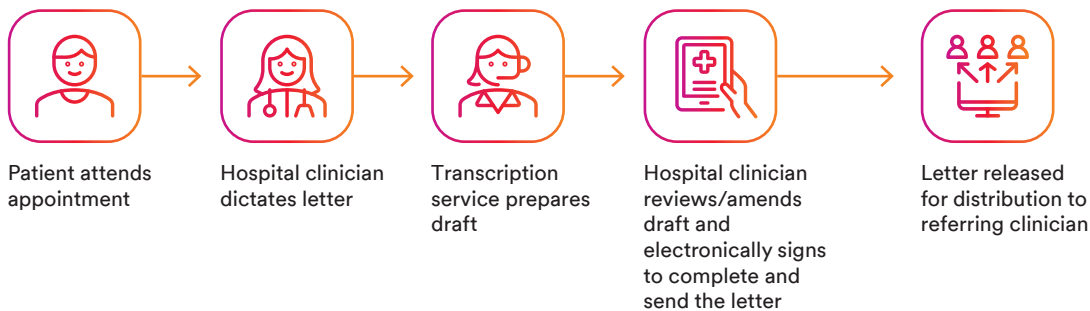 Patient attends
appointment
Hospital clinician
dictates letter
Transcription
service prepares
draft
Hospital clinician
reviews/amends
draft and
electronically signs
to complete and
send the letter
Letter released
for distribution to
referring clinician